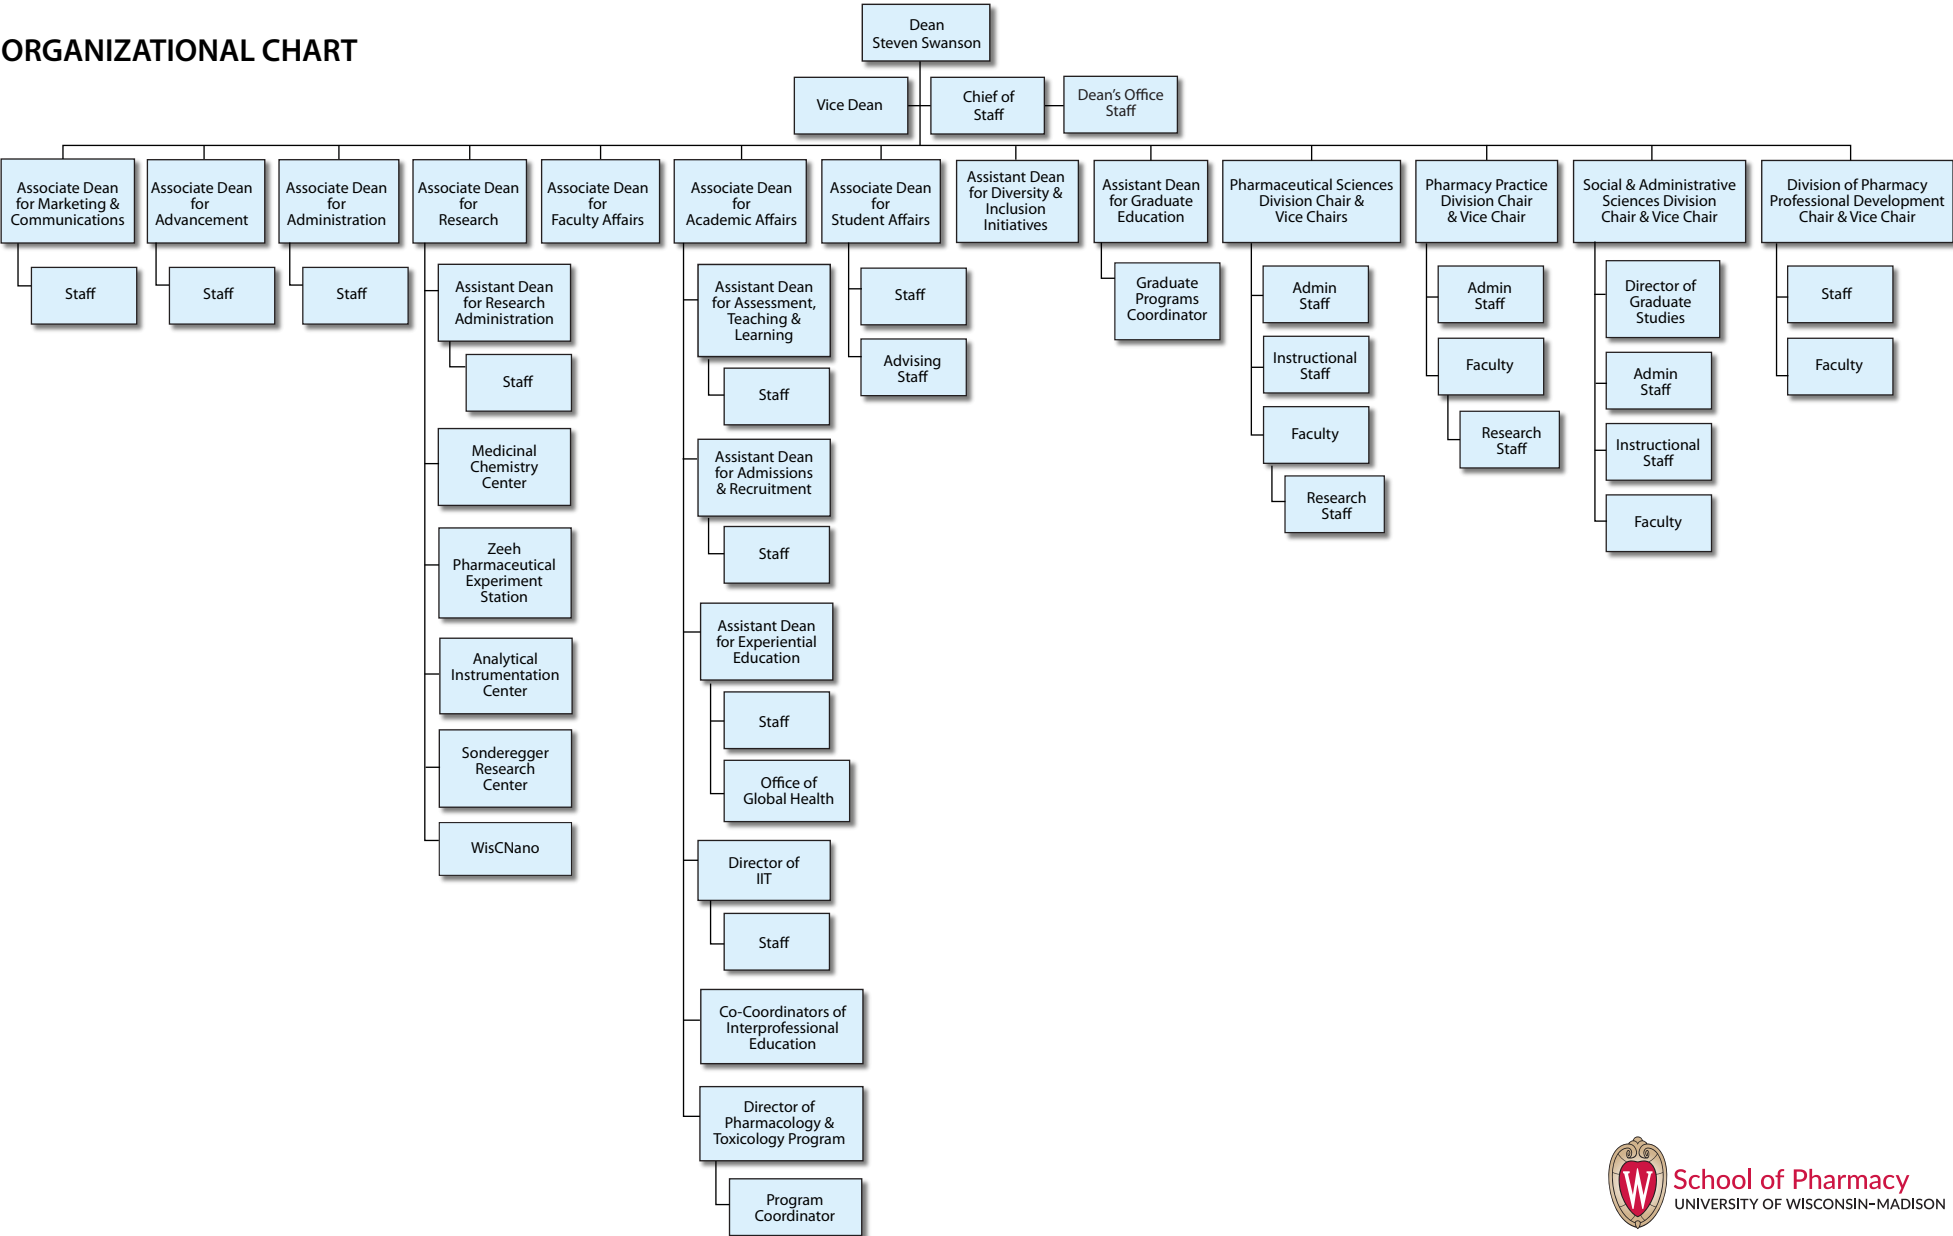 ORGANIZATIONAL CHART
Dean
Steven Swanson
Vice Dean
Chief of
Staff
Dean's Office
Staff
Associate Dean
for Marketing &
Communications
Associate Dean
for
Advancement
Associate Dean
for
Administration
Associate Dean
for
Research
Associate Dean
for
Faculty Affairs
Associate Dean
for
Academic Affairs
Associate Dean
for
Student Affairs
Assistant Dean
for Diversity &
Inclusion
Initiatives
Assistant Dean
for Graduate
Education
Pharmaceutical Sciences
Division Chair &
Vice Chairs
Pharmacy Practice
Division Chair
& Vice Chair
Social & Administrative
Sciences Division
Chair & Vice Chair
Division of Pharmacy
Professional Development
Chair & Vice Chair
Staff
Staff
Staff
Assistant Dean
for Research
Administration
Staff
Medicinal
Chemistry
Center
Zeeh
Pharmaceutical
Experiment
Station
Analytical
Instrumentation
Center
Sonderegger
Research
Center
WisCNano
Assistant Dean
for Assessment,
Teaching &
Learning
Staff
Assistant Dean
for Admissions
& Recruitment
Staff
Assistant Dean
for Experiential
Education
Staff
Office of
Global Health
Director of
IIT
Staff
Co-Coordinators of
Interprofessional
Education
Director of
Pharmacology &
Toxicology Program
Program
Coordinator
Staff
Advising
Staff
Graduate
Programs
Coordinator
Admin
Staff
Instructional
Staff
Faculty
Research
Staff
Admin
Staff
Faculty
Research
Staff
Director of
Graduate
Studies
Admin
Staff
Instructional
Staff
Faculty
Staff
Faculty
W
School of Pharmacy
UNIVERSITY OF WISCONSIN–MADISON